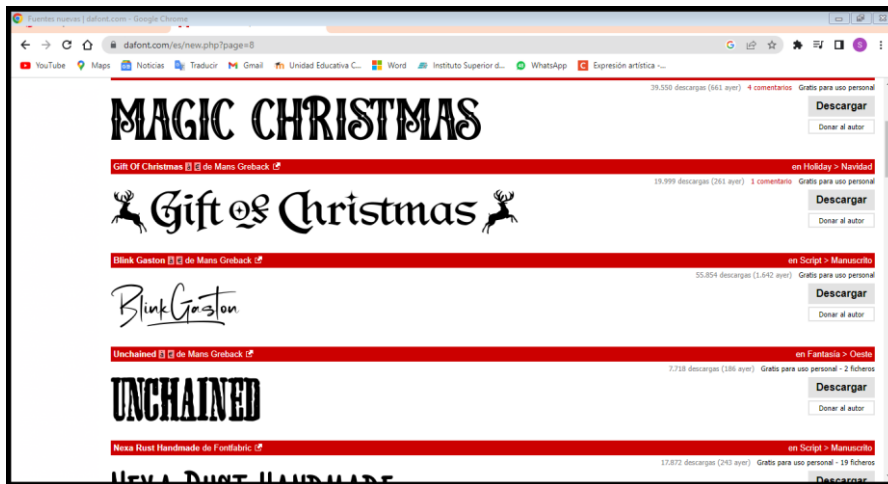 Fuentes nuevas | dafont.com - Google Chrome
dafont.com/es/new.php?page=8
YouTube Maps Noticias Traducir Gmail Unidad Educativa C... Word Instituto Superior d... WhatsApp Expresión artística -...
39.550 descargas (661 ayer) 4 comentarios Gratis para uso personal
MAGIC CHRISTMAS
Descargar
Donar al autor
Gift Of Christmas de Mans Greback en Holiday > Navidad
19.999 descargas (261 ayer) 1 comentario Gratis para uso personal
Gift of Christmas
Descargar
Donar al autor
Blink Gaston de Mans Greback en Script > Manuscrito
55.854 descargas (1.642 ayer) Gratis para uso personal
Blink Gaston
Descargar
Donar al autor
Unchained de Mans Greback en Fantasía > Oeste
7.718 descargas (186 ayer) Gratis para uso personal - 2 ficheros
UNCHAINED
Descargar
Donar al autor
Nexa Rust Handmade de Fontfabric en Script > Manuscrito
17.872 descargas (243 ayer) Gratis para uso personal - 19 ficheros
NEXA RUST HANDMADE
Descargar